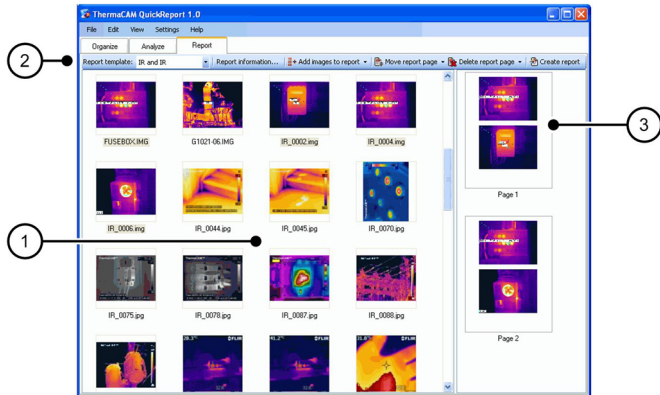 ThermaCAM QuickReport 1.0
File Edit View Settings Help
Organize Analyze Report
2
Report template: IR and IR Report information... Add images to report Move report page Delete report page Create report
3
FUSEBOX.IMG G1021-06.IMG IR_0002.img IR_0004.img
Page 1
IR_0006.img IR_0044.jpg IR_0045.jpg IR_0070.jpg
1
IR_0075.jpg IR_0078.jpg IR_0087.jpg IR_0088.jpg
Page 2